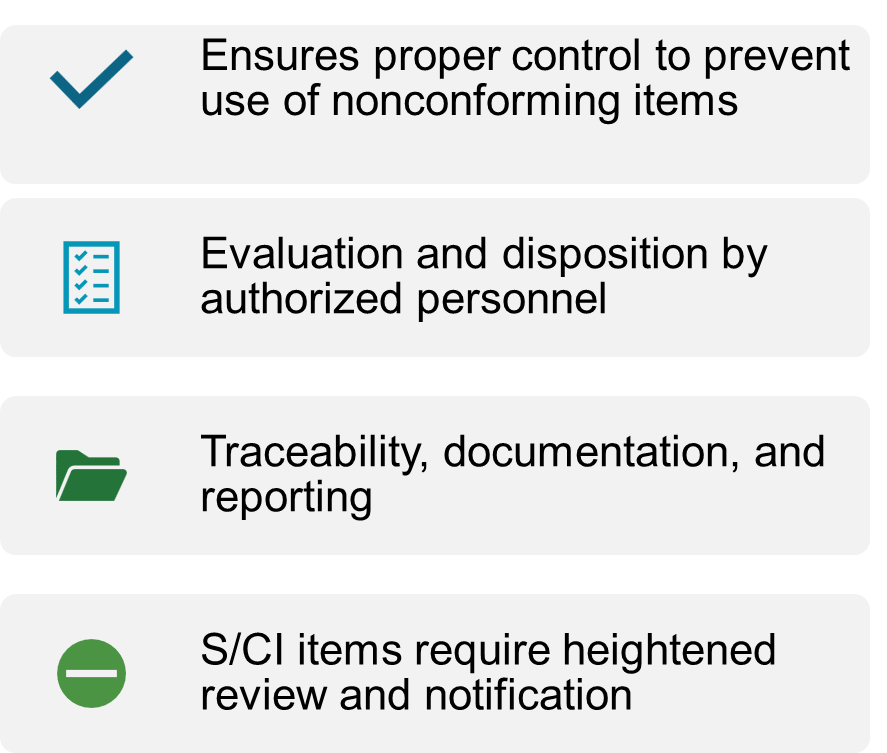 Ensures proper control to prevent
use of nonconforming items
Evaluation and disposition by
authorized personnel
Traceability, documentation, and
reporting
S/CI items require heightened
review and notification